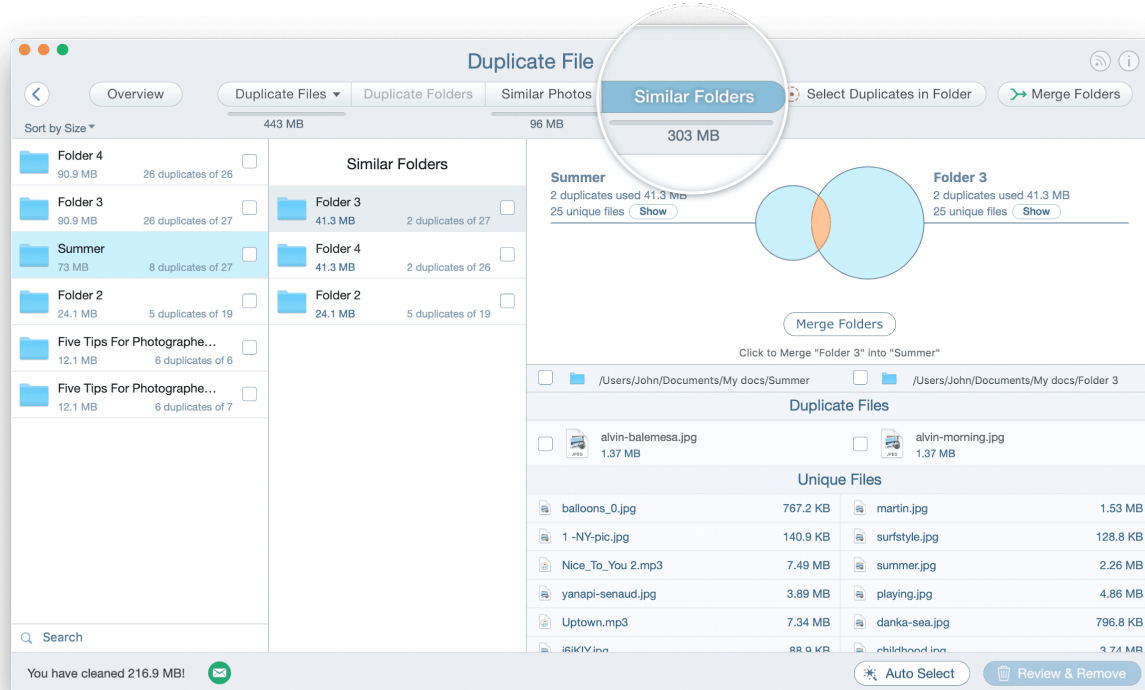 Duplicate File
Overview
Duplicate Files
Duplicate Folders
Similar Photos
Similar Folders
Select Duplicates in Folder
Merge Folders
Sort by Size
443 MB
96 MB
303 MB
Folder 4
90.9 MB 26 duplicates of 26
Folder 3
90.9 MB 26 duplicates of 27
Summer
73 MB 8 duplicates of 27
Folder 2
24.1 MB 5 duplicates of 19
Five Tips For Photographe...
12.1 MB 6 duplicates of 6
Five Tips For Photographe...
12.1 MB 6 duplicates of 7
Search
Similar Folders
Folder 3
41.3 MB 2 duplicates of 27
Folder 4
41.3 MB 2 duplicates of 26
Folder 2
24.1 MB 5 duplicates of 19
Summer
2 duplicates used 41.3 MB
25 unique files Show
Folder 3
2 duplicates used 41.3 MB
25 unique files Show
Merge Folders
Click to Merge "Folder 3" into "Summer"
/Users/John/Documents/My docs/Summer
/Users/John/Documents/My docs/Folder 3
Duplicate Files
JPEG
alvin-balemesa.jpg
1.37 MB
JPEG
alvin-morning.jpg
1.37 MB
Unique Files
balloons_0.jpg 767.2 KB
martin.jpg 1.53 MB
1 -NY-pic.jpg 140.9 KB
surfstyle.jpg 128.8 KB
Nice_To_You 2.mp3 7.49 MB
summer.jpg 2.26 MB
yanapi-senaud.jpg 3.89 MB
playing.jpg 4.86 MB
Uptown.mp3 7.34 MB
danka-sea.jpg 796.8 KB
88.9 KB
childhood.jpg 3.74 MB
You have cleaned 216.9 MB!
Auto Select
Review & Remove